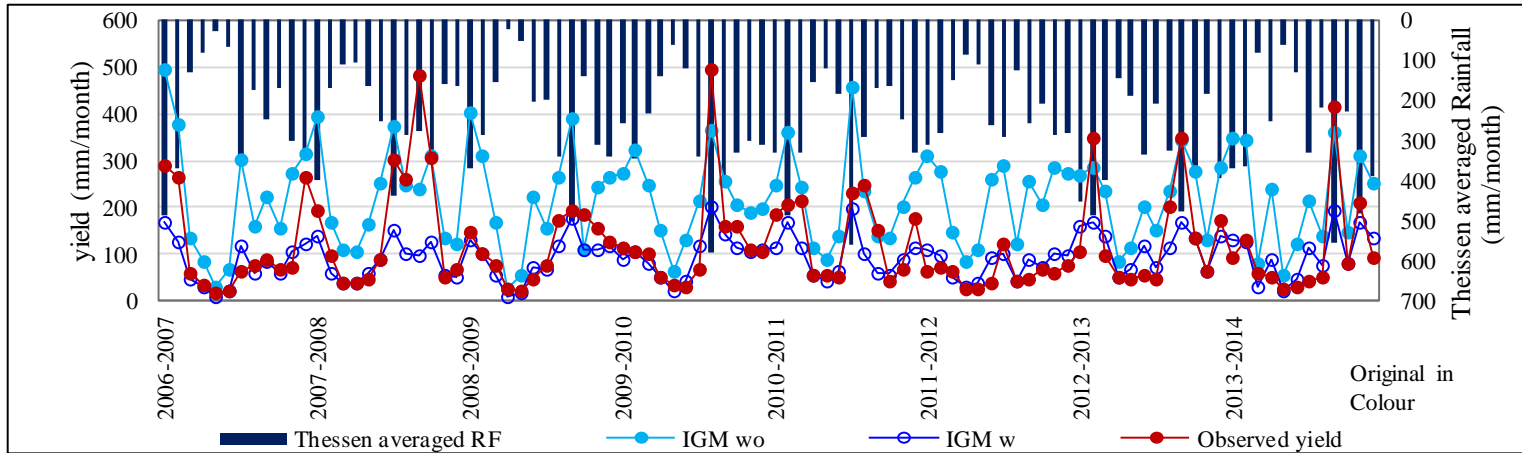 600
500
400
300
200
100
0
yield (mm/month)
0
100
200
300
400
500
600
700
Theissen averaged Rainfall
(mm/month)
2006-2007
2007-2008
2008-2009
2009-2010
2010-2011
2011-2012
2012-2013
2013-2014
Original in
Colour
Thessen averaged RF
IGM wo
IGM w
Observed yield